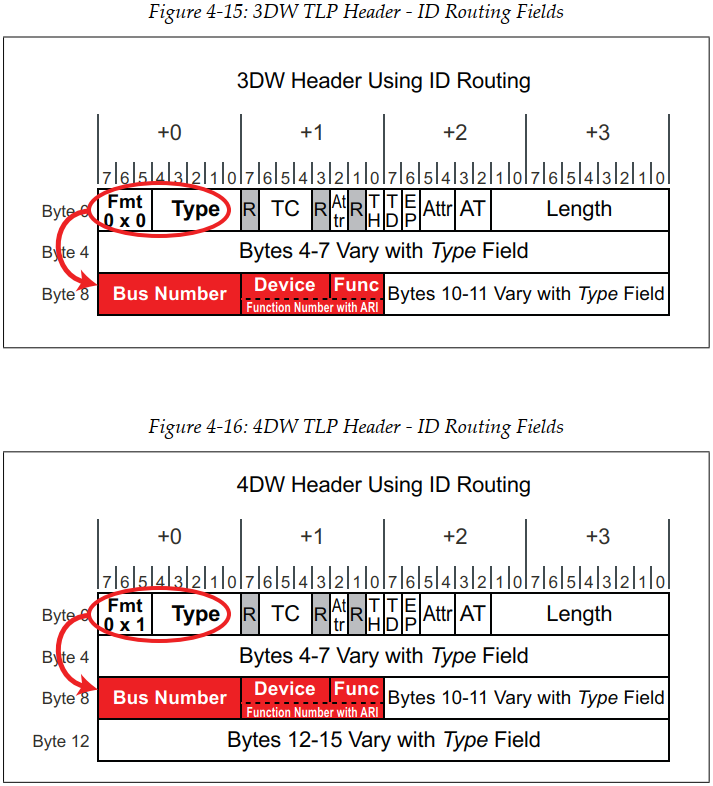 Figure 4-15: 3DW TLP Header - ID Routing Fields
3DW Header Using ID Routing
+0 +1 +2 +3
7 6 5 4 3 2 1 0 7 6 5 4 3 2 1 0 7 6 5 4 3 2 1 0 7 6 5 4 3 2 1 0
Byte 0 Fmt 0 x 0 Type R TC R Attr R TH TD EP Attr AT Length
Byte 4 Bytes 4-7 Vary with Type Field
Byte 8 Bus Number Device Func Bytes 10-11 Vary with Type Field
Function Number with ARI
Figure 4-16: 4DW TLP Header - ID Routing Fields
4DW Header Using ID Routing
+0 +1 +2 +3
7 6 5 4 3 2 1 0 7 6 5 4 3 2 1 0 7 6 5 4 3 2 1 0 7 6 5 4 3 2 1 0
Byte 0 Fmt 0 x 1 Type R TC R Attr R TH TD EP Attr AT Length
Byte 4 Bytes 4-7 Vary with Type Field
Byte 8 Bus Number Device Func Bytes 10-11 Vary with Type Field
Function Number with ARI
Byte 12 Bytes 12-15 Vary with Type Field